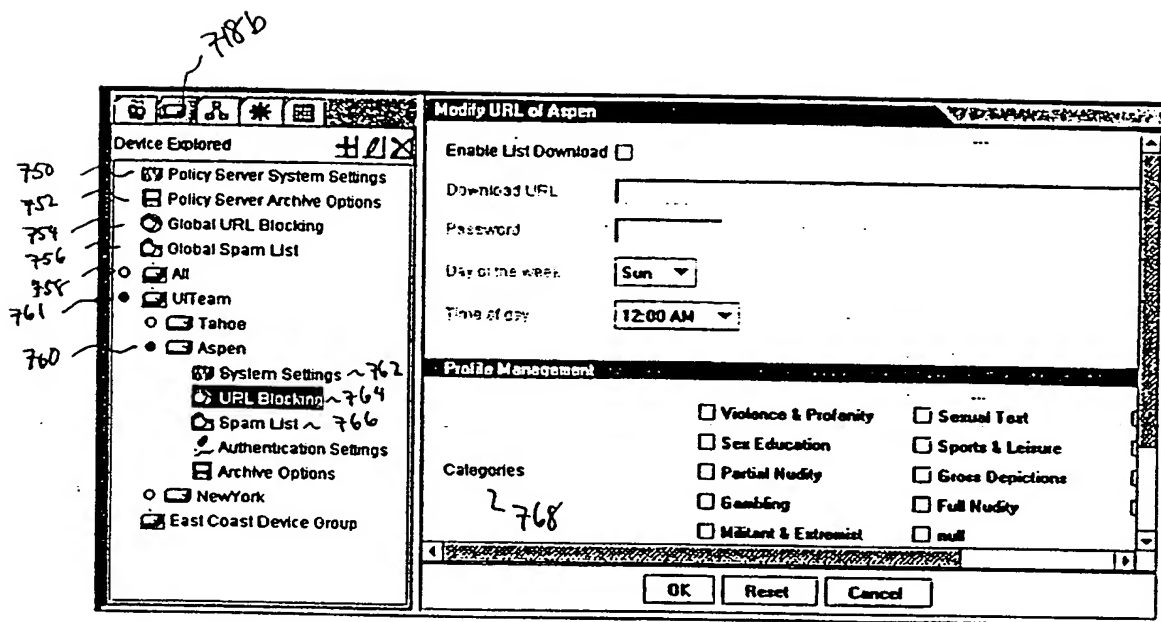 718b
Modify URL of Aspen
Device Explored
750
Policy Server System Settings
752
Policy Server Archive Options
754
Global URL Blocking
756
Global Spam List
758
All
761
UITeam
Tahoe
760
Aspen
System Settings ~762
URL Blocking ~764
Spam List ~ 766
Authentication Settings
Archive Options
NewYork
East Coast Device Group
Enable List Download
---
Download URL
Password
Day of the week
Sun
Time of day
12:00 AM
Profile Management
---
Categories
768
Violence & Profanity
Sexual Text
Sex Education
Sports & Leisure
Partial Nudity
Gross Depictions
Gambling
Full Nudity
Militant & Extremist
null
OK
Reset
Cancel